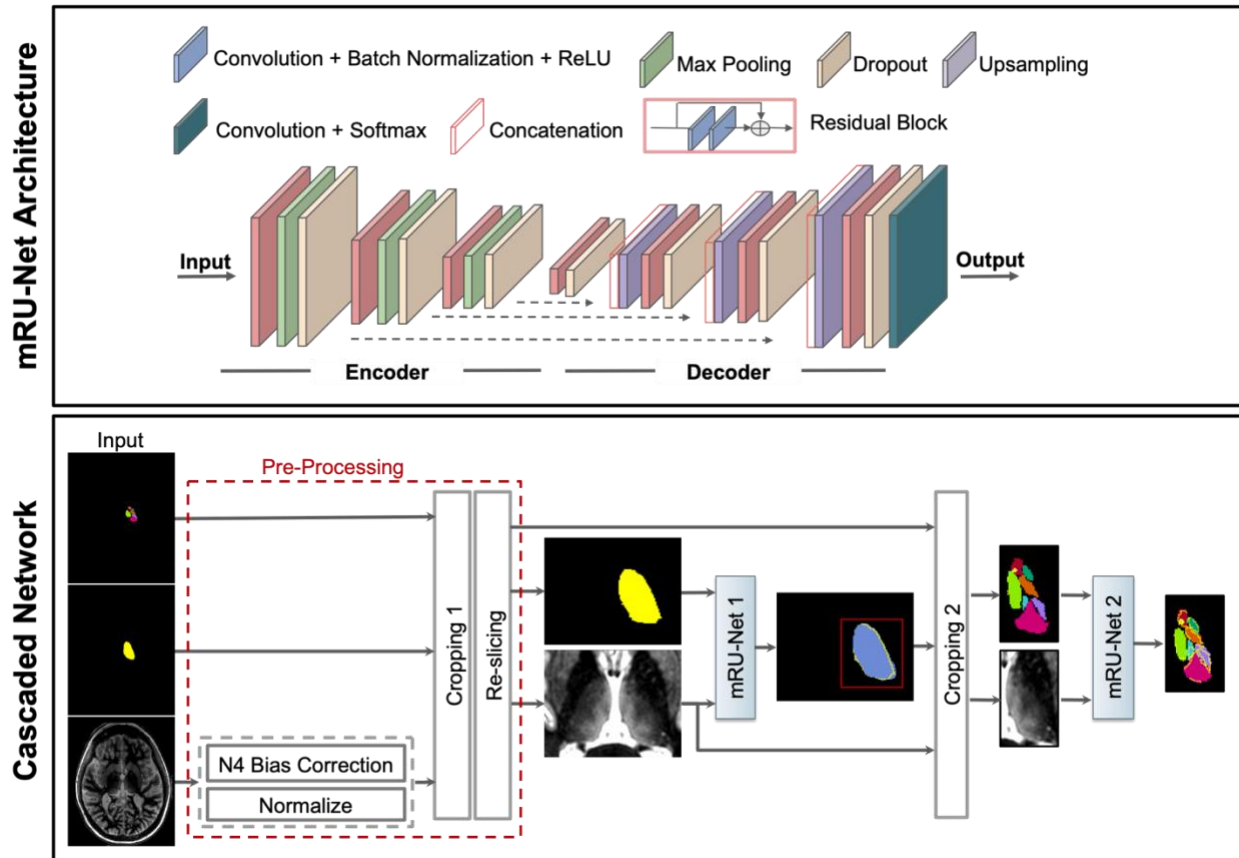 mRU-Net Architecture
Convolution + Batch Normalization + ReLU
Max Pooling
Dropout
Upsampling
Convolution + Softmax
Concatenation
Residual Block
Input
Output
Encoder
Decoder
Cascaded Network
Input
Pre-Processing
N4 Bias Correction
Normalize
Cropping 1
Re-slicing
mRU-Net 1
Cropping 2
mRU-Net 2